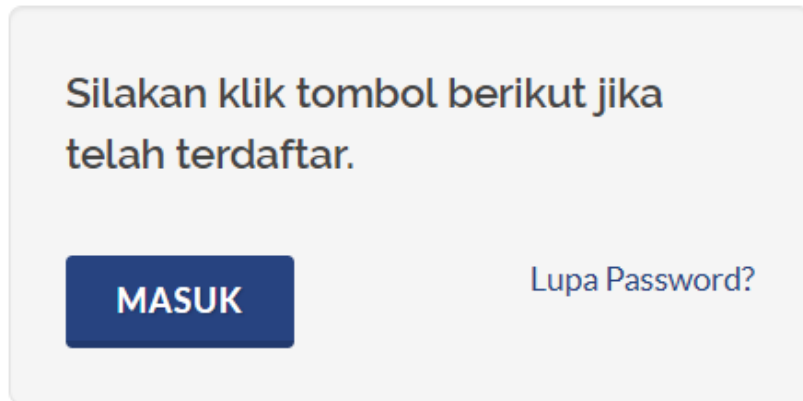 Silakan klik tombol berikut jika
telah terdaftar.
MASUK
Lupa Password?